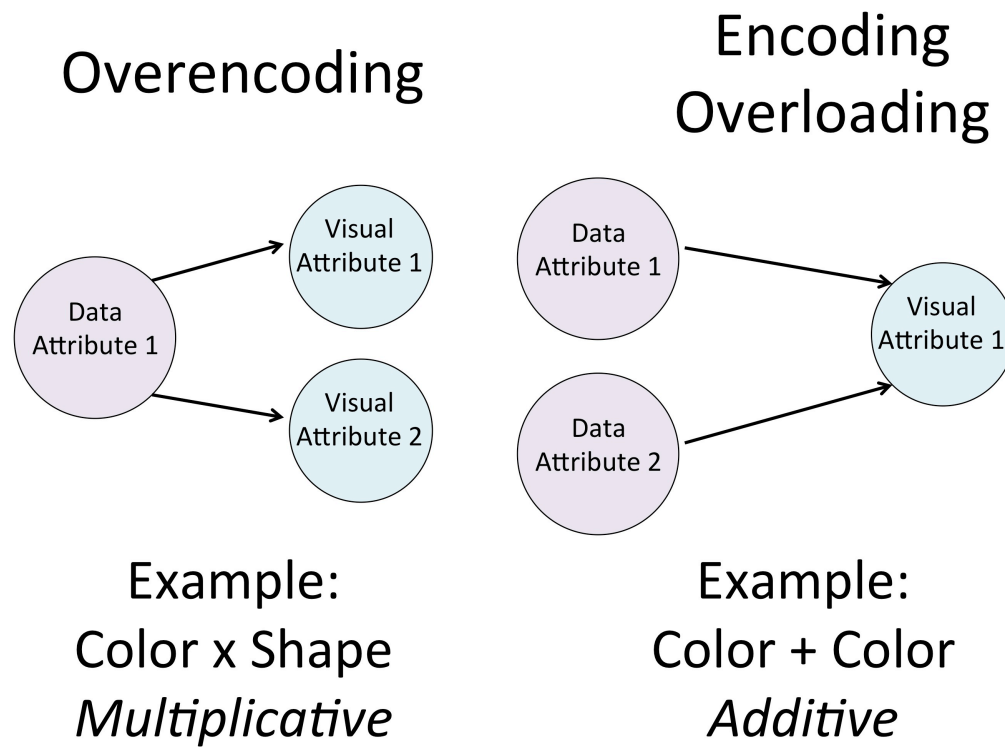 Overencoding
Visual
Attribute 1
Data
Attribute 1
Visual
Attribute 2
Example:
Color x Shape
Multiplicative
Encoding
Overloading
Data
Attribute 1
Visual
Attribute 1
Data
Attribute 2
Example:
Color + Color
Additive